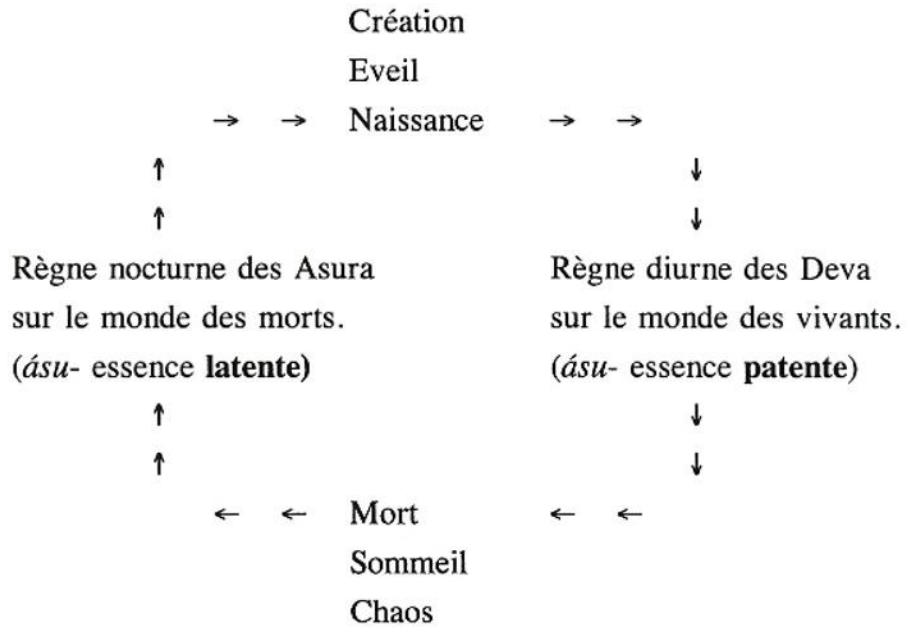 Création
Eveil
→ → Naissance → →
↑ ↓
↑ ↓
Règne nocturne des Asura Règne diurne des Deva
sur le monde des morts. sur le monde des vivants.
(ásu- essence latente) (ásu- essence patente)
↑ ↓
↑ ↓
← ← Mort ← ←
Sommeil
Chaos